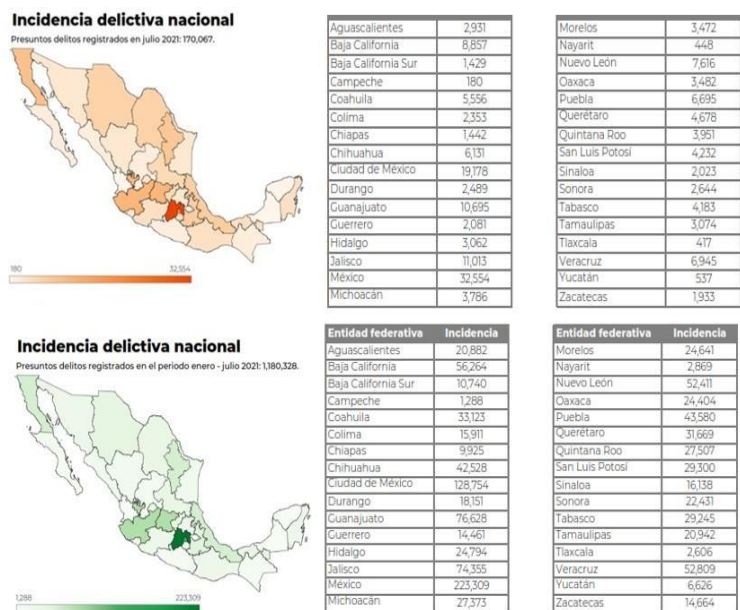 Incidencia delictiva nacional
Presuntos delitos registrados en julio 2021: 170,067.
180 32,554
Aguascalientes 2,931
Baja California 8,857
Baja California Sur 1,429
Campeche 180
Coahuila 5,556
Colima 2,353
Chiapas 1,442
Chihuahua 6,131
Ciudad de México 19,178
Durango 2,489
Guanajuato 10,695
Guerrero 2,081
Hidalgo 3,062
Jalisco 11,013
México 32,554
Michoacán 3,786
Morelos 3,472
Nayarit 448
Nuevo León 7,616
Oaxaca 3,482
Puebla 6,695
Querétaro 4,678
Quintana Roo 3,951
San Luis Potosí 4,232
Sinaloa 2,023
Sonora 2,644
Tabasco 4,183
Tamaulipas 3,074
Tlaxcala 417
Veracruz 6,945
Yucatán 537
Zacatecas 1,933
Incidencia delictiva nacional
Presuntos delitos registrados en el periodo enero - julio 2021: 1,180,328.
1,288 223,309
Entidad federativa Incidencia
Aguascalientes 20,882
Baja California 56,264
Baja California Sur 10,740
Campeche 1,288
Coahuila 33,123
Colima 15,911
Chiapas 9,925
Chihuahua 42,528
Ciudad de México 128,754
Durango 18,151
Guanajuato 76,628
Guerrero 14,461
Hidalgo 24,794
Jalisco 74,355
México 223,309
Michoacán 27,373
Entidad federativa Incidencia
Morelos 24,641
Nayarit 2,869
Nuevo León 52,411
Oaxaca 24,404
Puebla 43,580
Querétaro 31,669
Quintana Roo 27,507
San Luis Potosí 29,300
Sinaloa 16,138
Sonora 22,431
Tabasco 29,245
Tamaulipas 20,942
Tlaxcala 2,606
Veracruz 52,809
Yucatán 6,626
Zacatecas 14,664